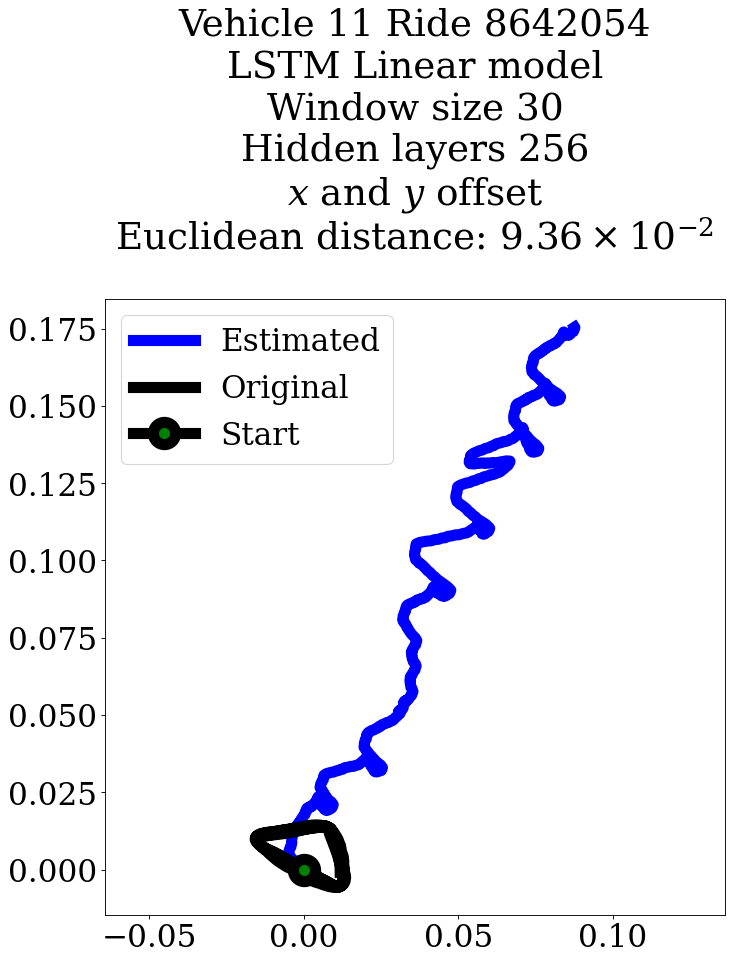 Vehicle 11 Ride 8642054
LSTM Linear model
Window size 30
Hidden layers 256
x and y offset
Euclidean distance: 9.36 × 10⁻²
Estimated
Original
Start
0.175
0.150
0.125
0.100
0.075
0.050
0.025
0.000
−0.05 0.00 0.05 0.10